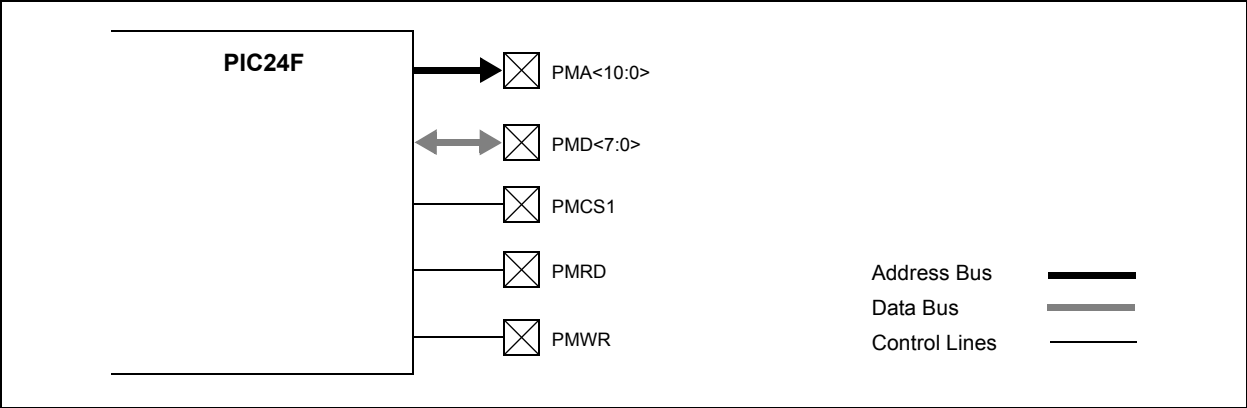 PIC24F
PMA<10:0>
PMD<7:0>
PMCS1
PMRD
PMWR
Address Bus
Data Bus
Control Lines